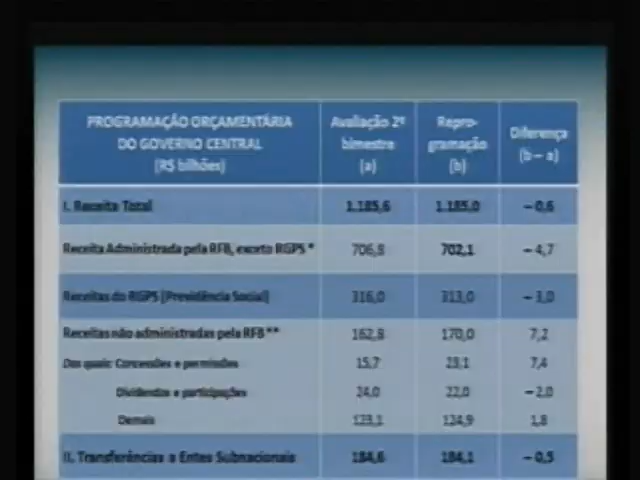 PROGRAMAÇÃO ORÇAMENTÁRIA Avaliação 2º Repro- Diferença
DO GOVERNO CENTRAL bimestre gramação (b – a)
(R$ bilhões) (a) (b)
I. Receita Total 1.185,6 1.185,0 – 0,6
Receita Administrada pela RFB, exceto RGPS * 706,8 702,1 – 4,7
Receitas do RGPS (Previdência Social) 316,0 313,0 – 3,0
Receitas não administradas pela RFB ** 162,8 170,0 7,2
Das quais: Concessões e permissões 15,7 23,1 7,4
Dividendos e participações 24,0 22,0 – 2,0
Demais 123,1 124,9 1,8
II. Transferências a Entes Subnacionais 184,6 184,1 – 0,5